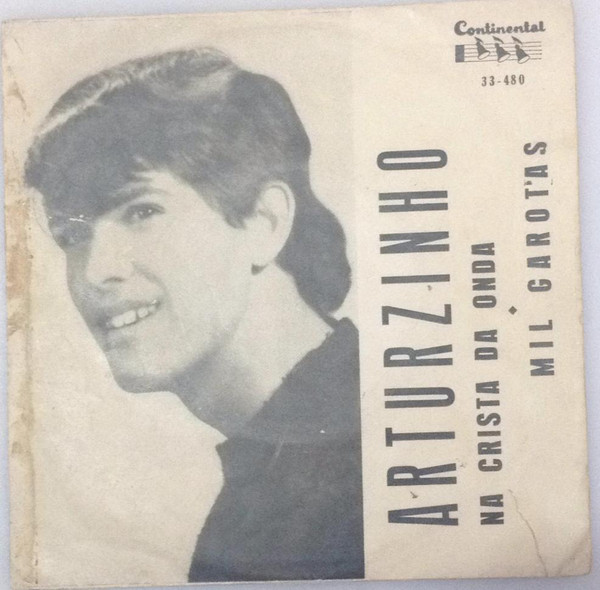 Continental
33-480
ARTURZINHO
NA CRISTA DA ONDA
MIL GAROTAS